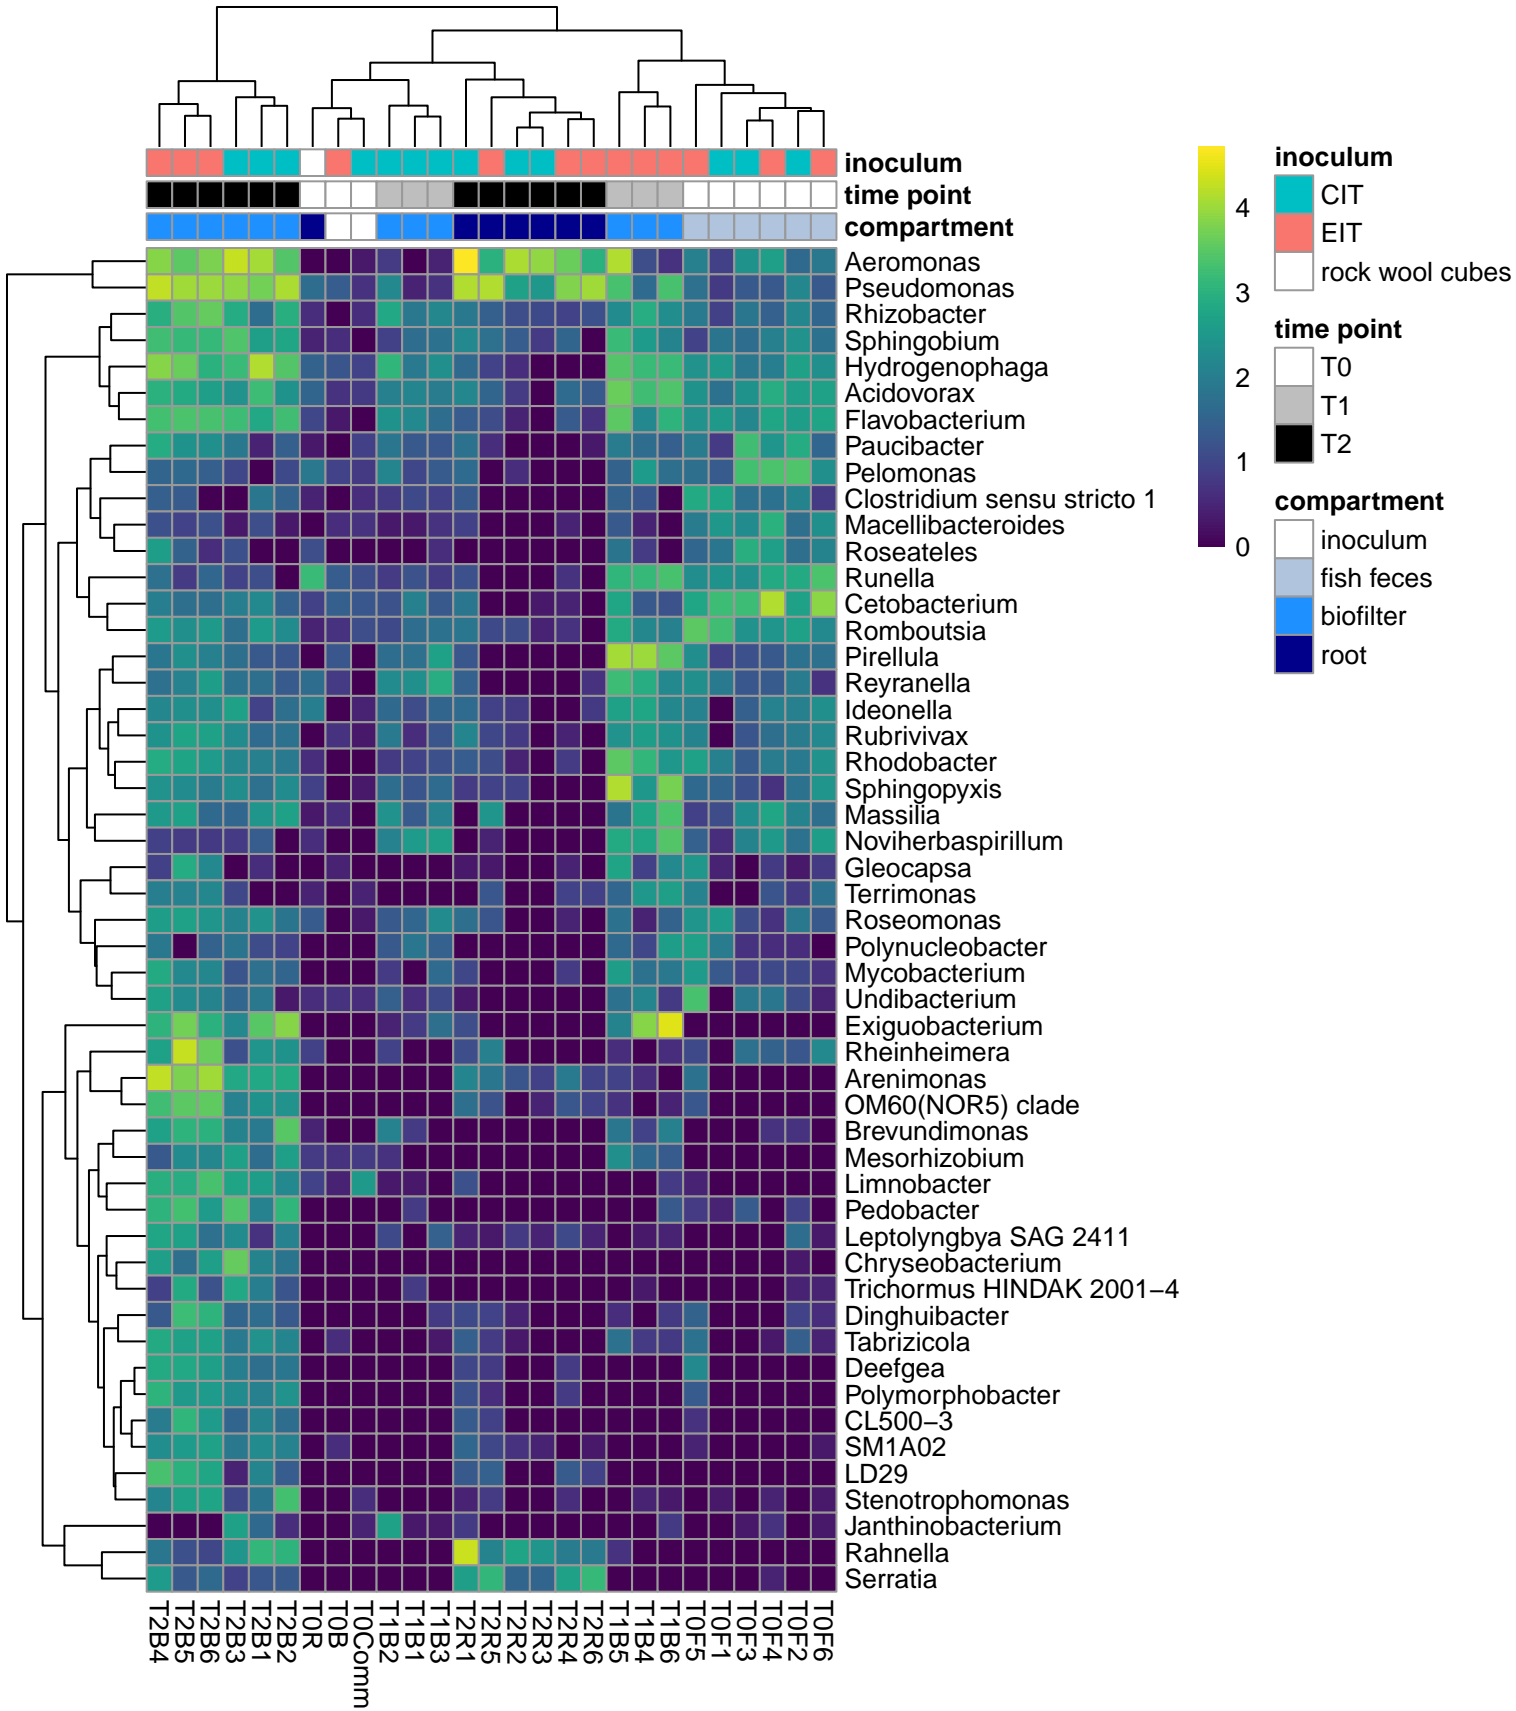 inoculum
time point
compartment
Aeromonas
Pseudomonas
Rhizobacter
Sphingobium
Hydrogenophaga
Acidovorax
Flavobacterium
Paucibacter
Pelomonas
Clostridium sensu stricto 1
Macellibacteroides
Roseateles
Runella
Cetobacterium
Romboutsia
Pirellula
Reyranella
Ideonella
Rubrivivax
Rhodobacter
Sphingopyxis
Massilia
Noviherbaspirillum
Gleocapsa
Terrimonas
Roseomonas
Polynucleobacter
Mycobacterium
Undibacterium
Exiguobacterium
Rheinheimera
Arenimonas
OM60(NOR5) clade
Brevundimonas
Mesorhizobium
Limnobacter
Pedobacter
Leptolyngbya SAG 2411
Chryseobacterium
Trichormus HINDAK 2001−4
Dinghuibacter
Tabrizicola
Deefgea
Polymorphobacter
CL500−3
SM1A02
LD29
Stenotrophomonas
Janthinobacterium
Rahnella
Serratia
T2B4
T2B5
T2B6
T2B3
T2B1
T2B2
T0R
T0B
T0Comm
T1B2
T1B1
T1B3
T2R1
T2R5
T2R2
T2R3
T2R4
T2R6
T1B5
T1B4
T1B6
T0F5
T0F1
T0F3
T0F4
T0F2
T0F6
4
3
2
1
0
inoculum
CIT
EIT
rock wool cubes
time point
T0
T1
T2
compartment
inoculum
fish feces
biofilter
root